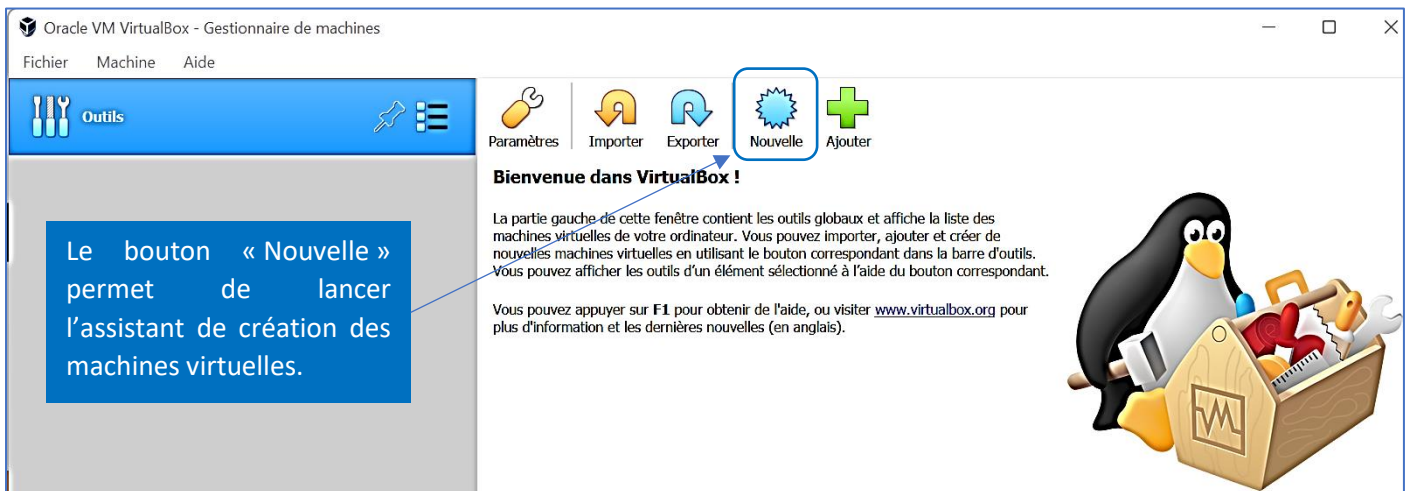 Oracle VM VirtualBox - Gestionnaire de machines
Fichier Machine Aide
Outils
Paramètres Importer Exporter Nouvelle Ajouter
Bienvenue dans VirtualBox !
La partie gauche de cette fenêtre contient les outils globaux et affiche la liste des
machines virtuelles de votre ordinateur. Vous pouvez importer, ajouter et créer de
nouvelles machines virtuelles en utilisant le bouton correspondant dans la barre d'outils.
Vous pouvez afficher les outils d'un élément sélectionné à l'aide du bouton correspondant.
Vous pouvez appuyer sur F1 pour obtenir de l'aide, ou visiter www.virtualbox.org pour
plus d'information et les dernières nouvelles (en anglais).
Le bouton « Nouvelle »
permet de lancer
l’assistant de création des
machines virtuelles.